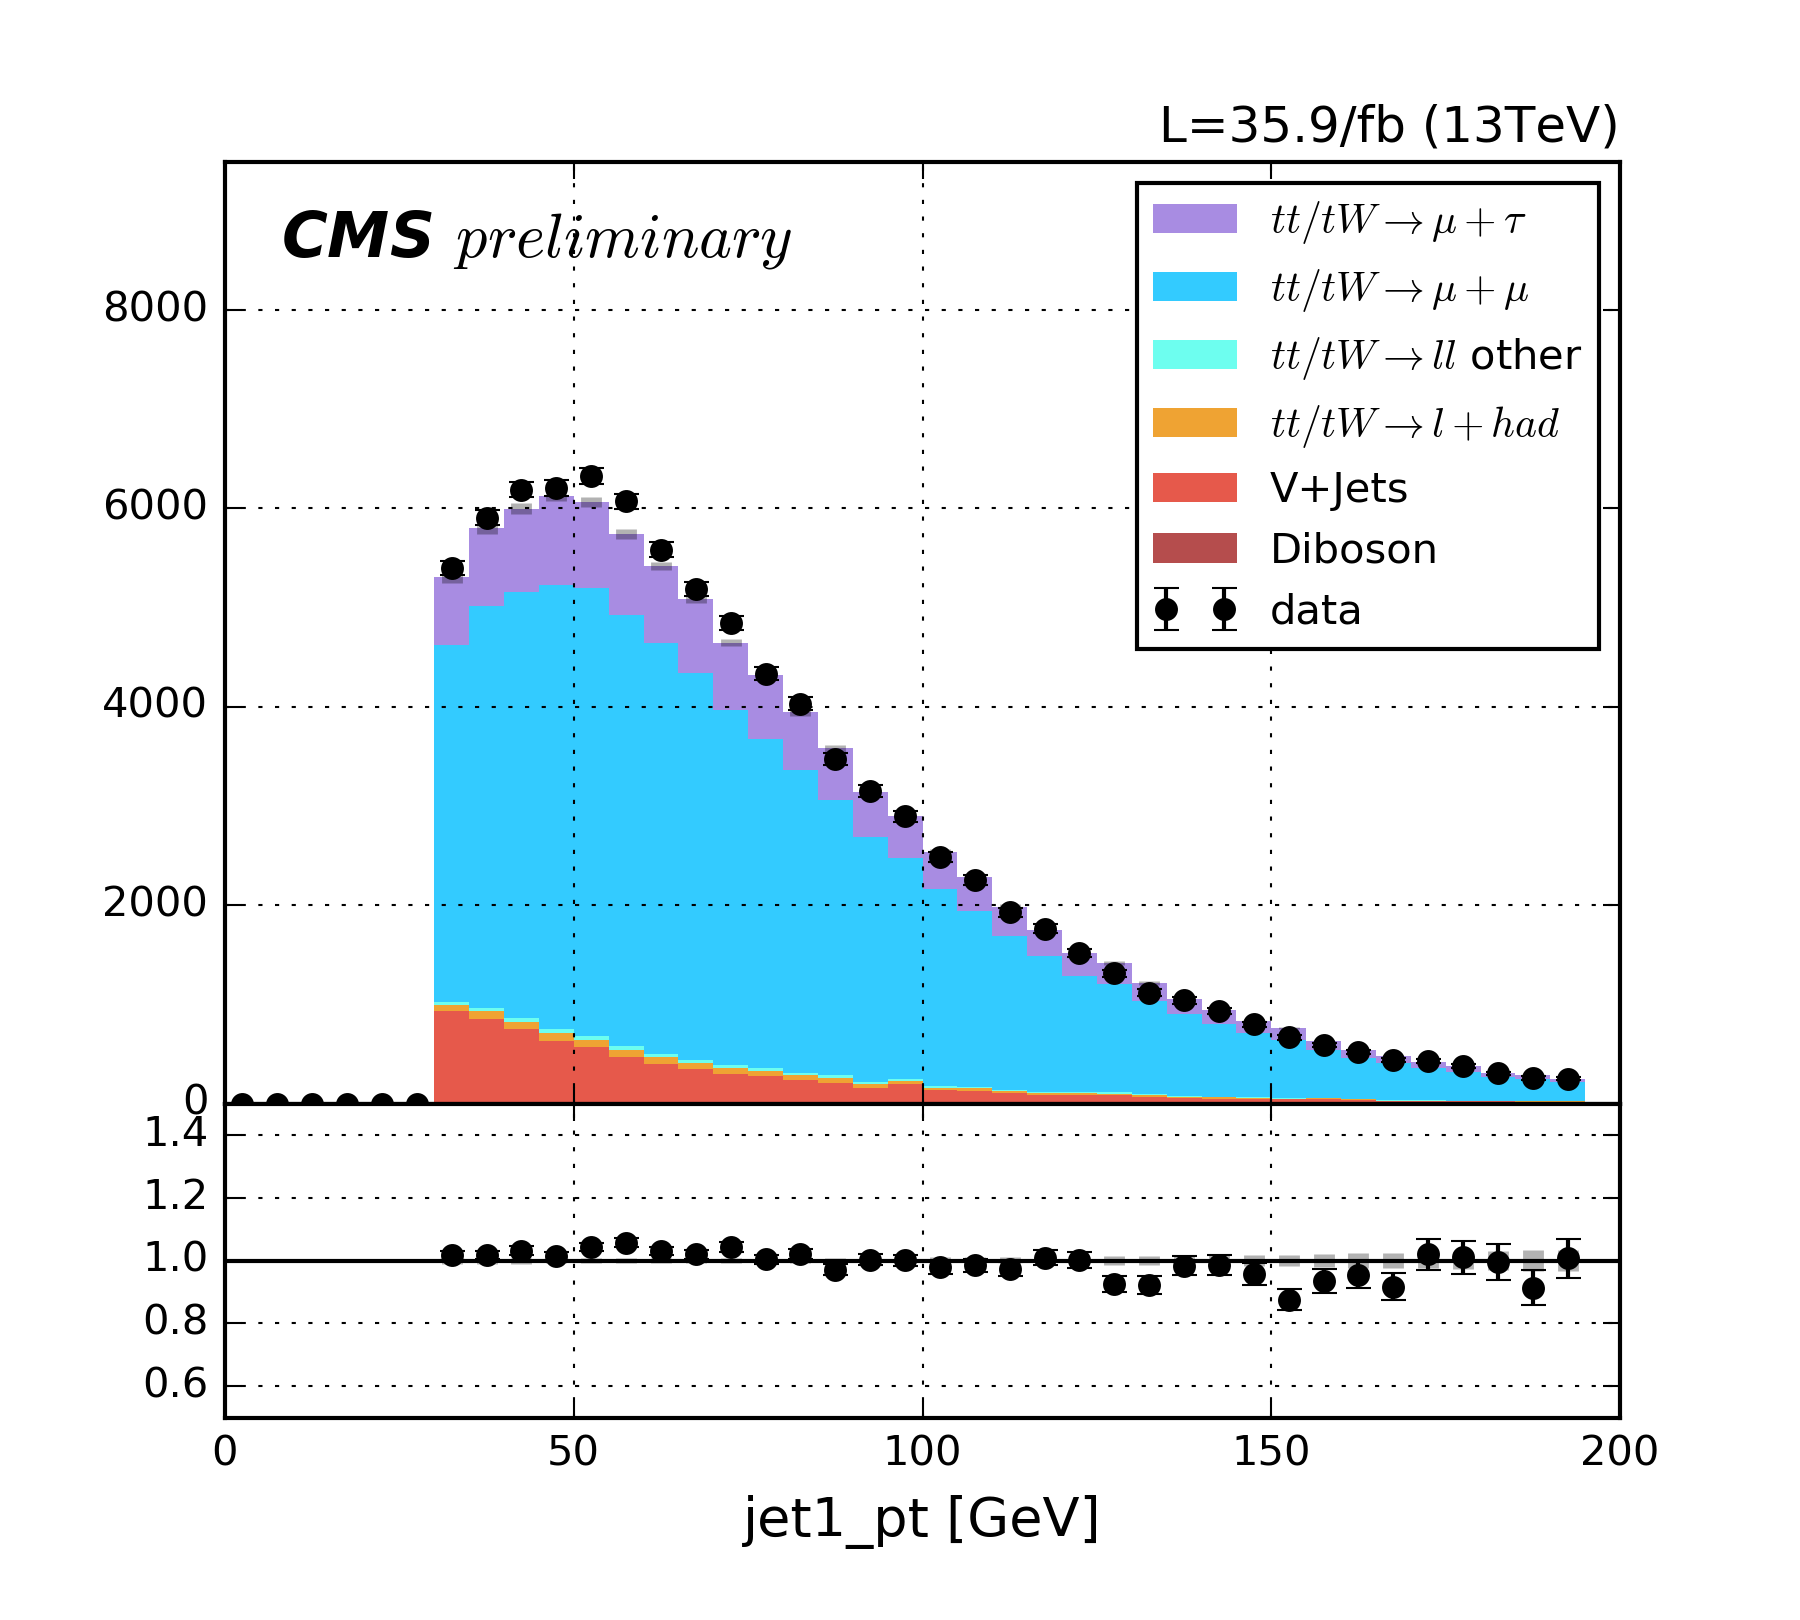 L=35.9/fb (13TeV)
CMS preliminary
tt/tW → μ + τ
tt/tW → μ + μ
tt/tW → ll other
tt/tW → l + had
V+Jets
Diboson
data
8000
6000
4000
2000
0
1.4
1.2
1.0
0.8
0.6
0 50 100 150 200
jet1_pt [GeV]